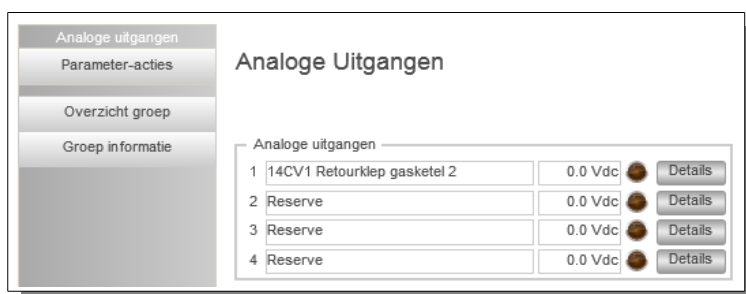 Analoge uitgangen
Parameter-acties
Overzicht groep
Groep informatie
Analoge Uitgangen
Analoge uitgangen
1 14CV1 Retourklep gasketel 2 0.0 Vdc Details
2 Reserve 0.0 Vdc Details
3 Reserve 0.0 Vdc Details
4 Reserve 0.0 Vdc Details